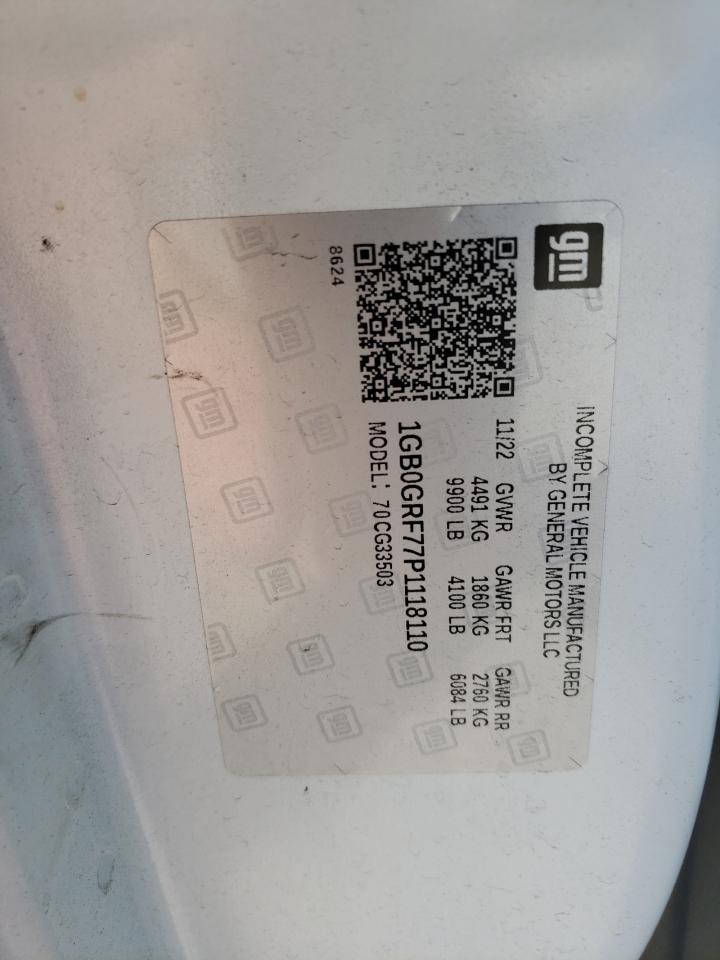 gm
INCOMPLETE VEHICLE MANUFACTURED
BY GENERAL MOTORS LLC
11/22 GVWR GAWR FRT GAWR RR
4491 KG 1860 KG 2760 KG
9900 LB 4100 LB 6084 LB
1GB0GRF77P1118110
MODEL: 70CG33503
8624